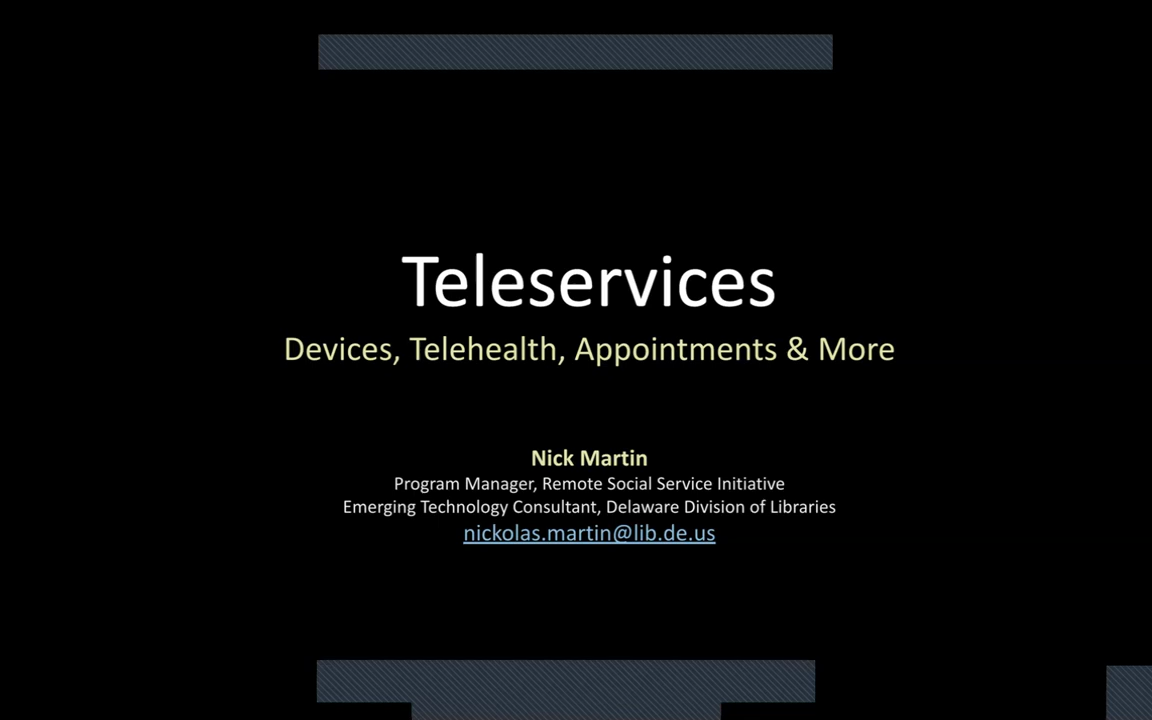 Teleservices
Devices, Telehealth, Appointments & More
Nick Martin
Program Manager, Remote Social Service Initiative
Emerging Technology Consultant, Delaware Division of Libraries
nickolas.martin@lib.de.us